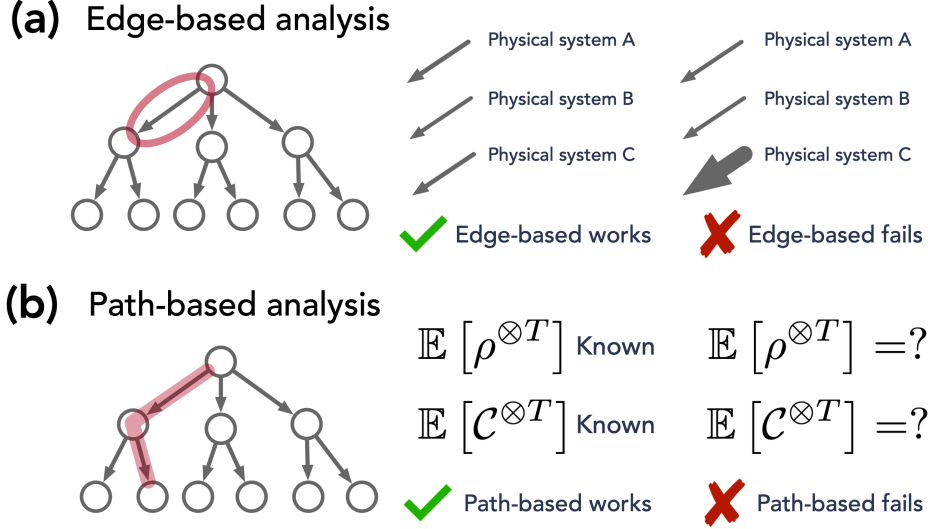 (a) Edge-based analysis
Physical system A
Physical system B
Physical system C
Edge-based works
Physical system A
Physical system B
Physical system C
Edge-based fails
(b) Path-based analysis
𝔼[ρ^{⊗T}] Known
𝔼[𝒞^{⊗T}] Known
Path-based works
𝔼[ρ^{⊗T}] =?
𝔼[𝒞^{⊗T}] =?
Path-based fails